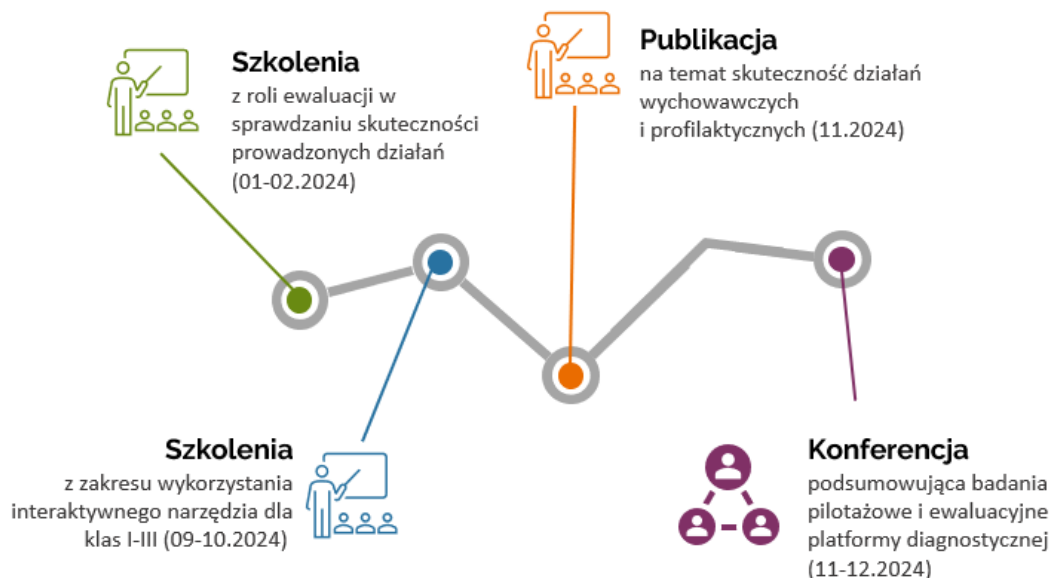 Szkolenia
z roli ewaluacji w
sprawdzaniu skuteczności
prowadzonych działań
(01-02.2024)
Publikacja
na temat skuteczność działań
wychowawczych
i profilaktycznych (11.2024)
Szkolenia
z zakresu wykorzystania
interaktywnego narzędzia dla
klas I-III (09-10.2024)
Konferencja
podsumowująca badania
pilotażowe i ewaluacyjne
platformy diagnostycznej
(11-12.2024)